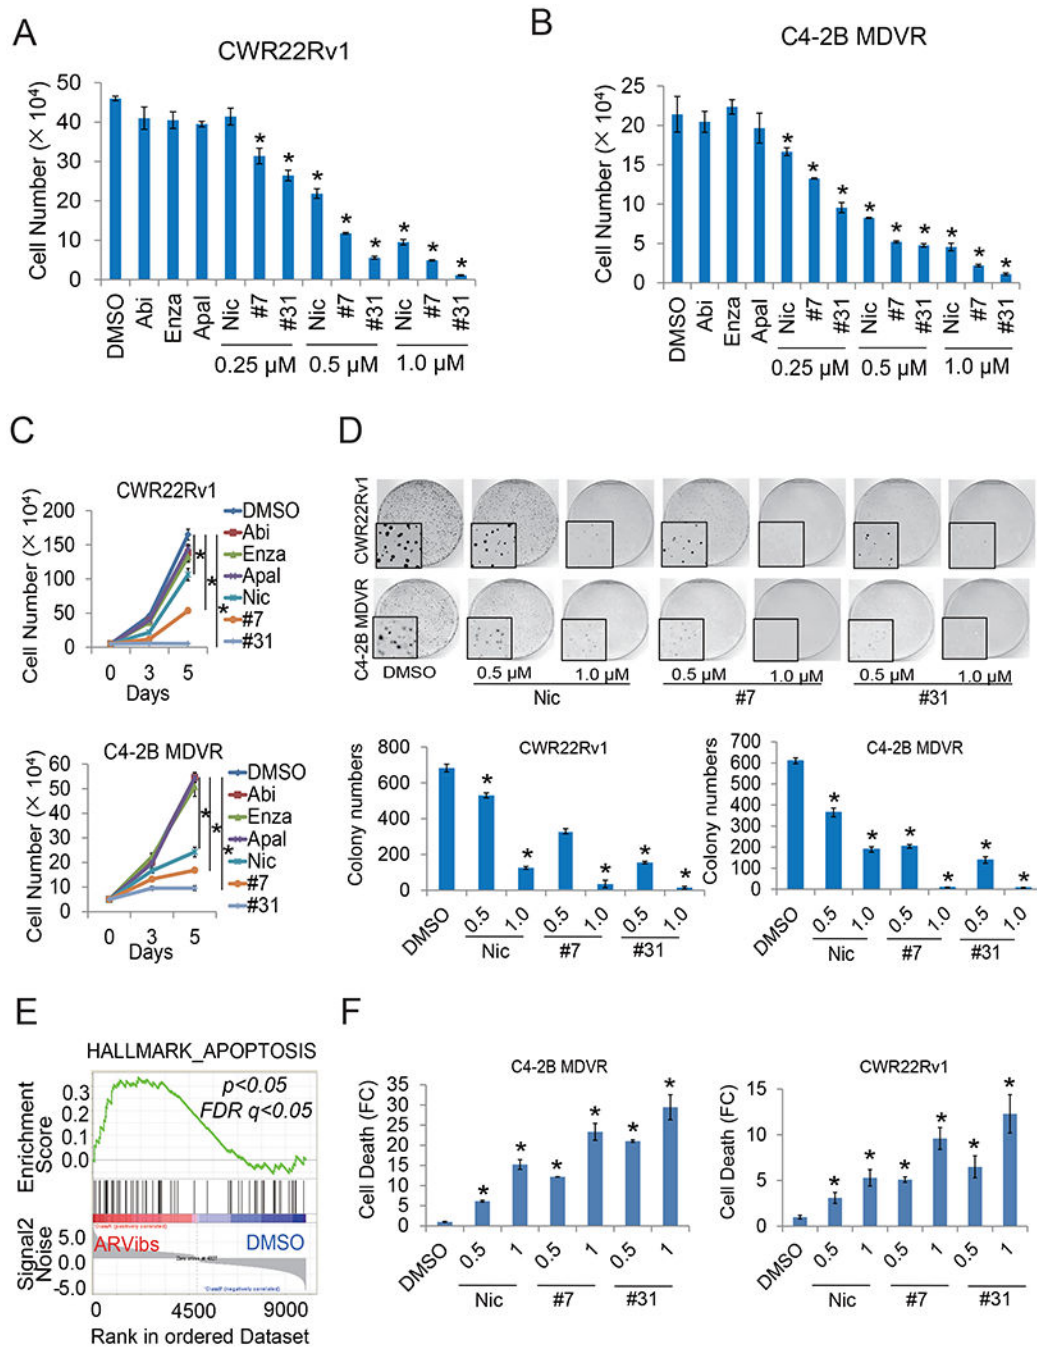 A
CWR22Rv1
Cell Number (× 10⁴)
50
40
30
20
10
0
* * * * * * * *
DMSO Abi Enza Apal Nic #7 #31 Nic #7 #31 Nic #7 #31
0.25 µM 0.5 µM 1.0 µM
B
C4-2B MDVR
Cell Number (× 10⁴)
25
20
15
10
5
0
* * * * * * * * *
DMSO Abi Enza Apal Nic #7 #31 Nic #7 #31 Nic #7 #31
0.25 µM 0.5 µM 1.0 µM
C
CWR22Rv1
Cell Number (× 10⁴)
200
150
100
50
0
0 3 5
Days
DMSO
Abi
Enza
Apal
Nic
#7
#31
* * *
C4-2B MDVR
Cell Number (× 10⁴)
60
50
40
30
20
10
0
0 3 5
Days
DMSO
Abi
Enza
Apal
Nic
#7
#31
* * *
D
CWR22Rv1
C4-2B MDVR
DMSO 0.5 µM 1.0 µM 0.5 µM 1.0 µM 0.5 µM 1.0 µM
Nic #7 #31
CWR22Rv1
Colony numbers
800
600
400
200
0
* * * * *
DMSO 0.5 1.0 0.5 1.0 0.5 1.0
Nic #7 #31
C4-2B MDVR
Colony numbers
700
600
500
400
300
200
100
0
* * * * * *
DMSO 0.5 1.0 0.5 1.0 0.5 1.0
Nic #7 #31
E
HALLMARK_APOPTOSIS
p<0.05
FDR q<0.05
Enrichment Score
0.3
0.2
0.1
0.0
ARVibs DMSO
Signal2 Noise
5.0
0.0
-5.0
0 4500 9000
Rank in ordered Dataset
F
C4-2B MDVR
Cell Death (FC)
35
30
25
20
15
10
5
0
* * * * * *
DMSO 0.5 1 0.5 1 0.5 1
Nic #7 #31
CWR22Rv1
Cell Death (FC)
15
10
5
0
* * * * * *
DMSO 0.5 1 0.5 1 0.5 1
Nic #7 #31